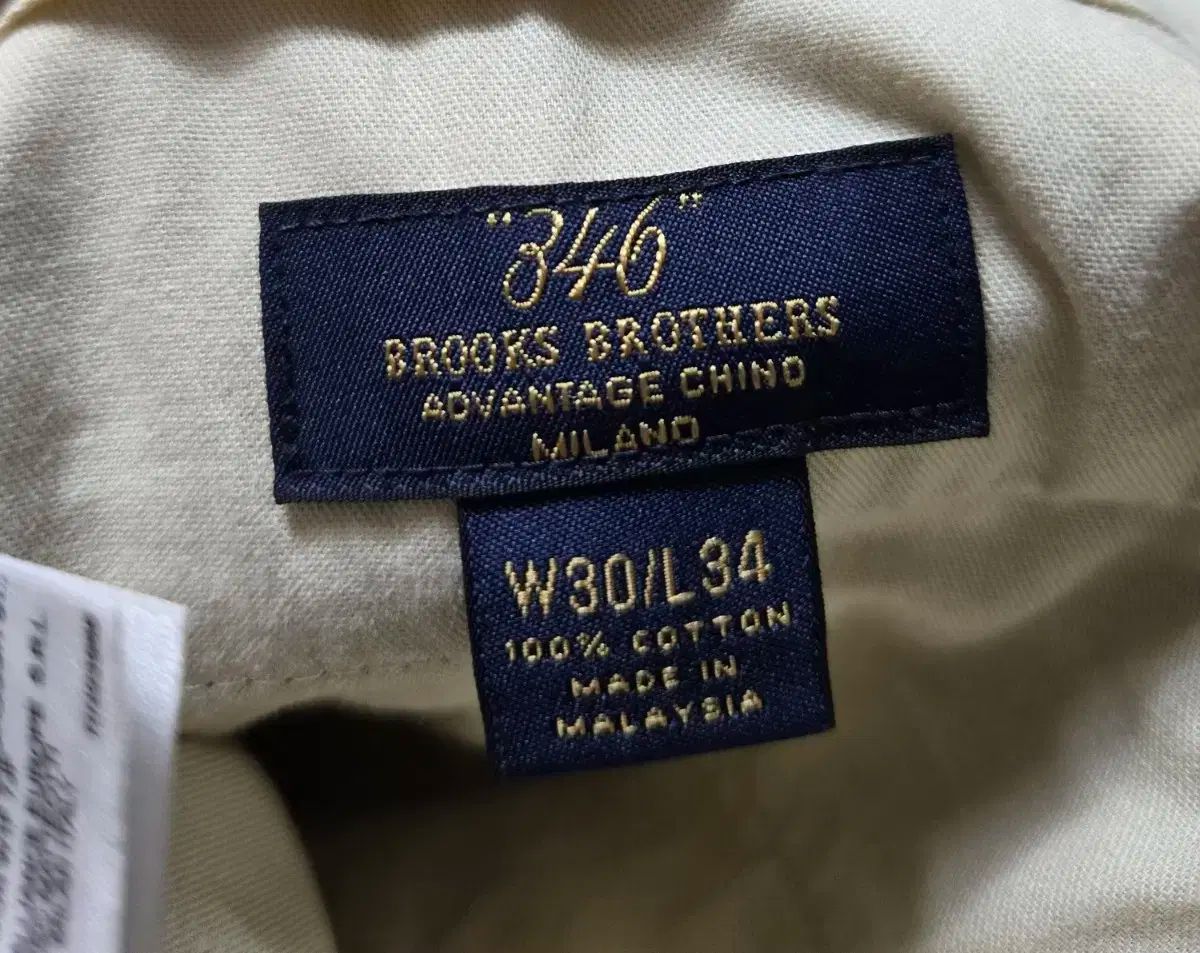 "346"
BROOKS BROTHERS
ADVANTAGE CHINO
MILANO
W30/L34
100% COTTON
MADE IN
MALAYSIA